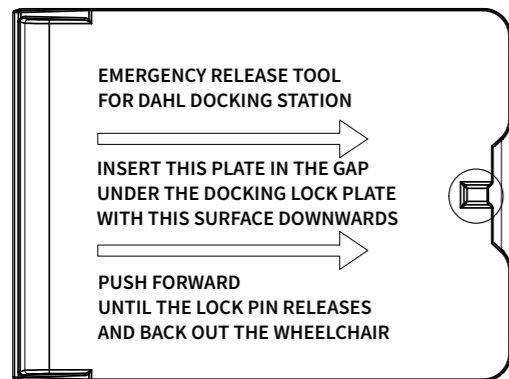 EMERGENCY RELEASE TOOL
FOR DAHL DOCKING STATION
INSERT THIS PLATE IN THE GAP
UNDER THE DOCKING LOCK PLATE
WITH THIS SURFACE DOWNWARDS
PUSH FORWARD
UNTIL THE LOCK PIN RELEASES
AND BACK OUT THE WHEELCHAIR